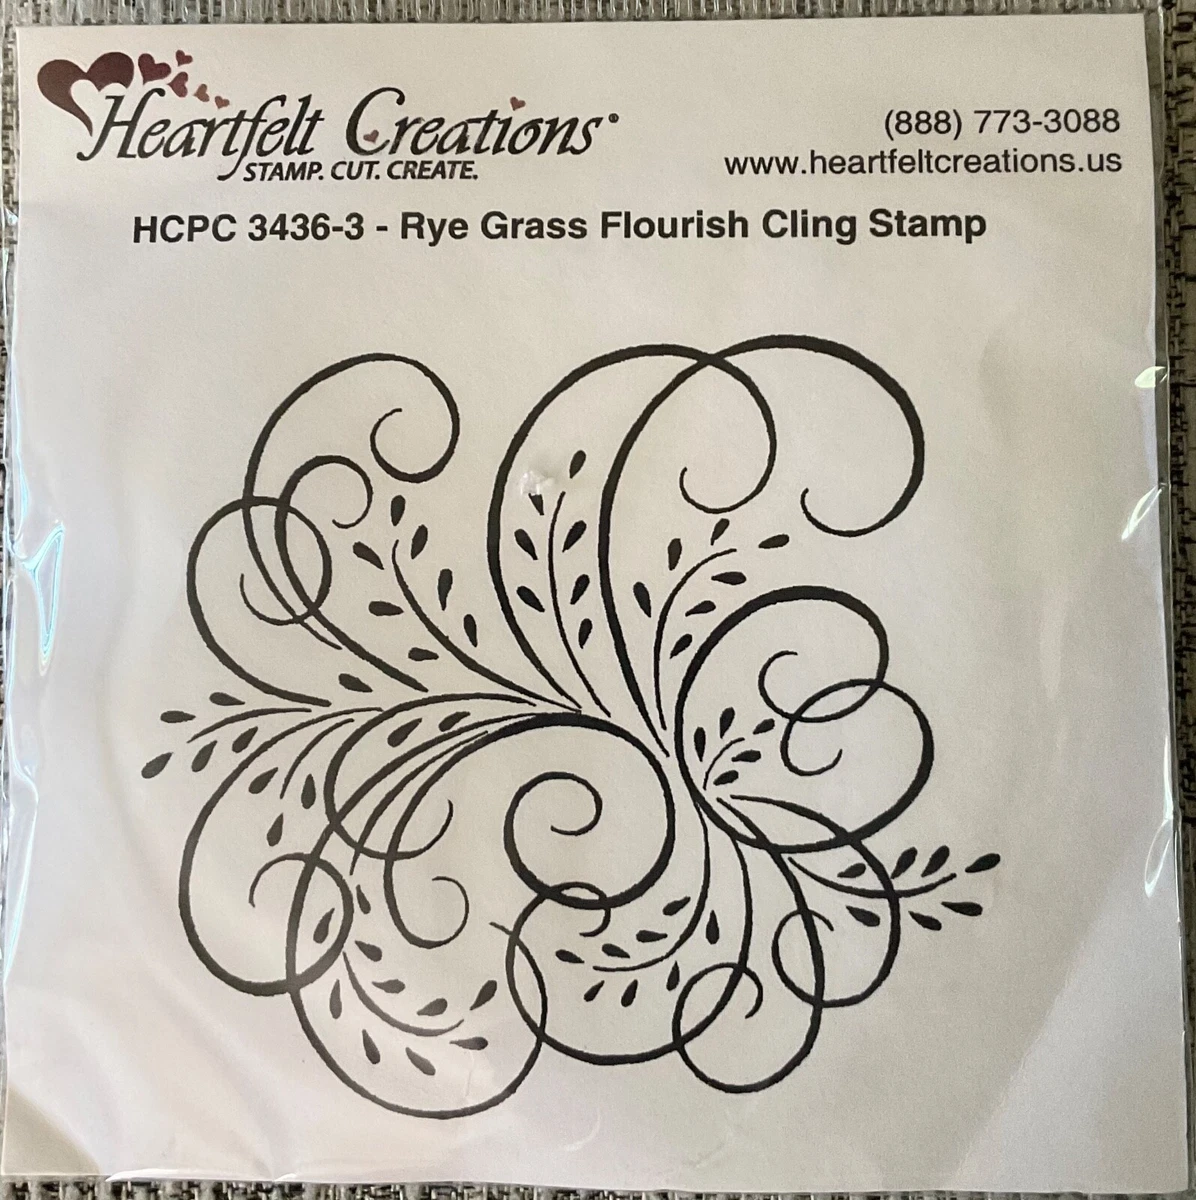 Heartfelt Creations®
STAMP. CUT. CREATE.
(888) 773-3088
www.heartfeltcreations.us
HCPC 3436-3 - Rye Grass Flourish Cling Stamp